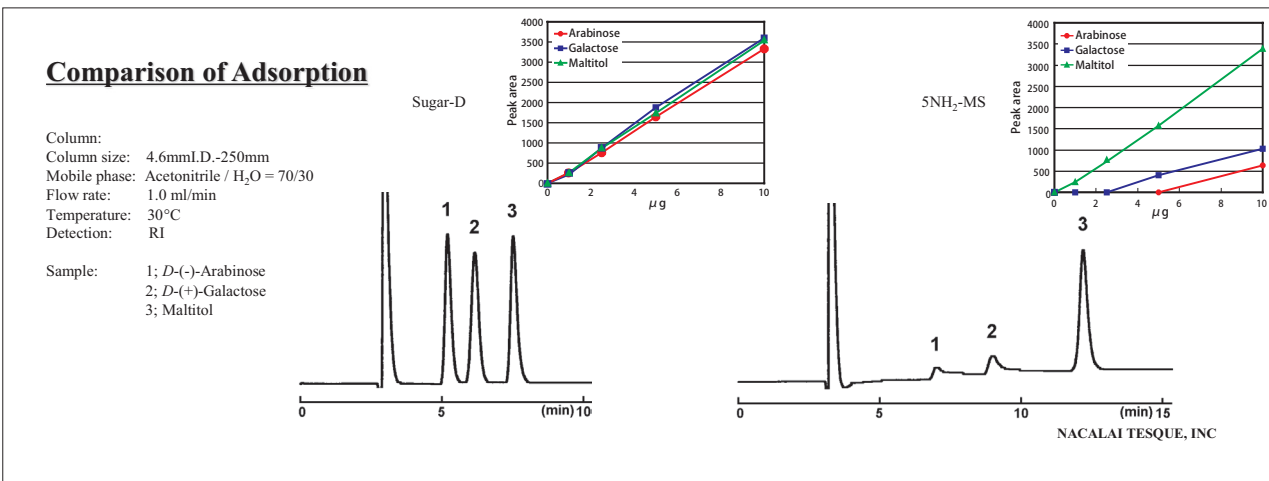 Comparison of Adsorption
Column:
Column size: 4.6mmI.D.-250mm
Mobile phase: Acetonitrile / H₂O = 70/30
Flow rate: 1.0 ml/min
Temperature: 30°C
Detection: RI
Sample: 1; D-(-)-Arabinose
2; D-(+)-Galactose
3; Maltitol
Sugar-D
Peak area
4000
3500
3000
2500
2000
1500
1000
500
0
Arabinose
Galactose
Maltitol
0 2 4 6 8 10
μg
1
2
3
0 5 (min) 10
5NH₂-MS
Peak area
4000
3500
3000
2500
2000
1500
1000
500
0
Arabinose
Galactose
Maltitol
0 2 4 6 8 10
μg
1
2
3
0 5 10 (min) 15
NACALAI TESQUE, INC